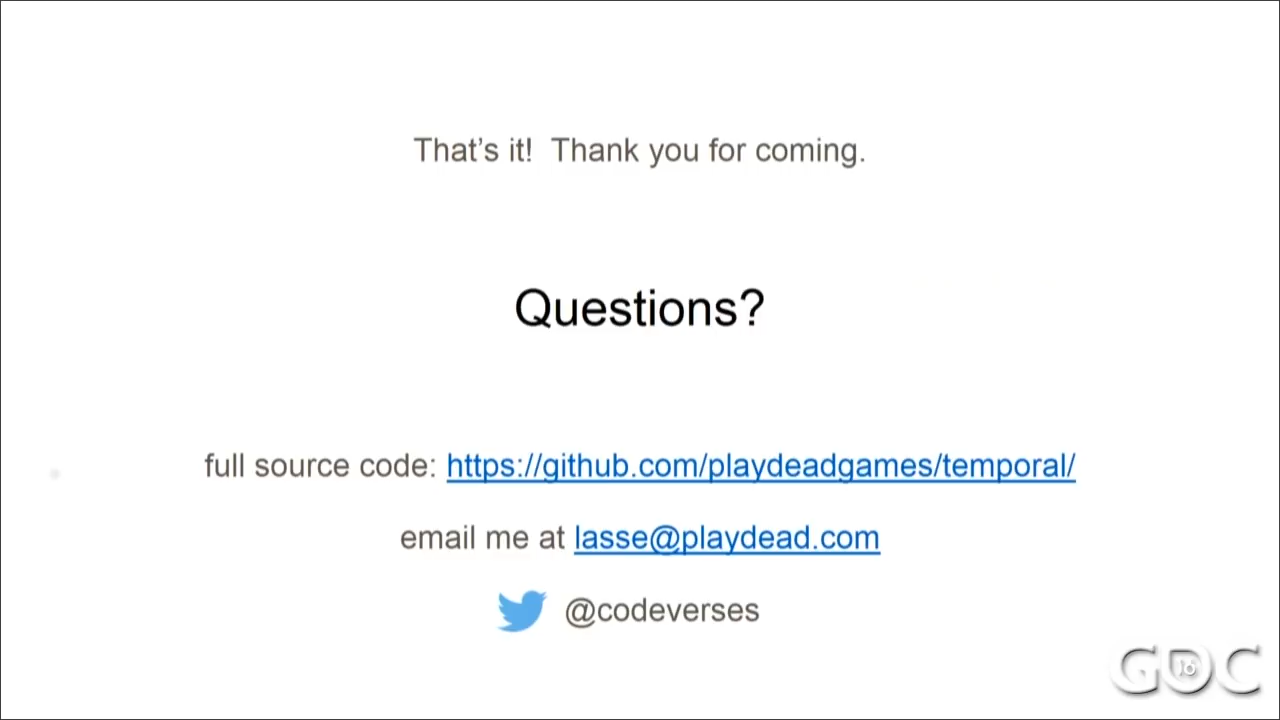 That's it!  Thank you for coming.
Questions?
full source code: https://github.com/playdeadgames/temporal/
email me at lasse@playdead.com
@codeverses
GDC 16